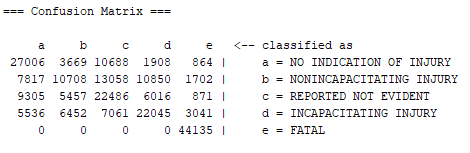 === Confusion Matrix ===
a b c d e <-- classified as
27006 3669 10688 1908 864 | a = NO INDICATION OF INJURY
7817 10708 13058 10850 1702 | b = NONINCAPACITATING INJURY
9305 5457 22486 6016 871 | c = REPORTED NOT EVIDENT
5536 6452 7061 22045 3041 | d = INCAPACITATING INJURY
0 0 0 0 44135 | e = FATAL